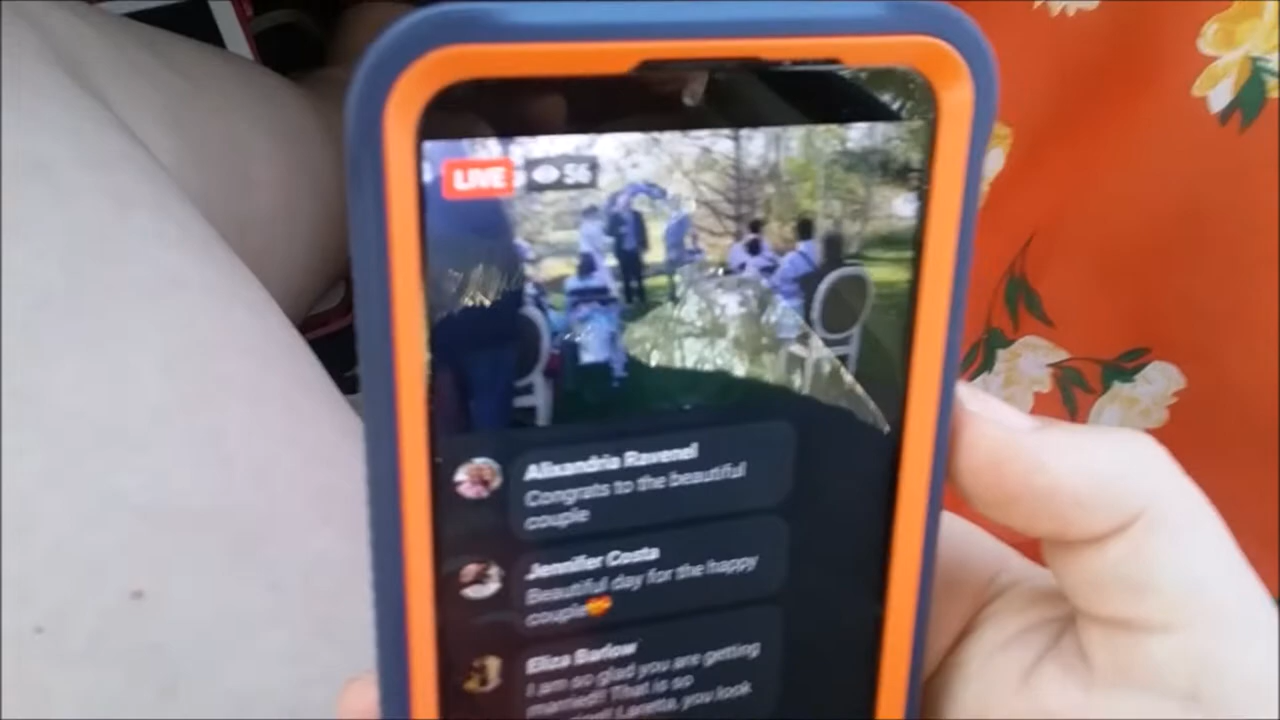 LIVE 56
Alixandria Ravenel
Congrats to the beautiful
couple
Jennifer Costa
Beautiful day for the happy
couple
Eliza Barlow
I am so glad you are getting
married!! That is so
Laretta, you look